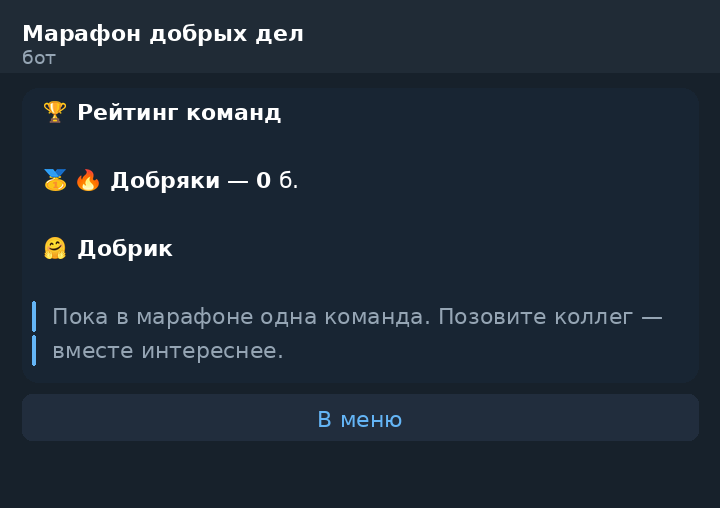 Марафон добрых дел
бот
🏆 Рейтинг команд
🥇🔥 Добряки — 0 б.
🤗 Добрик
Пока в марафоне одна команда. Позовите коллег —
вместе интереснее.
В меню